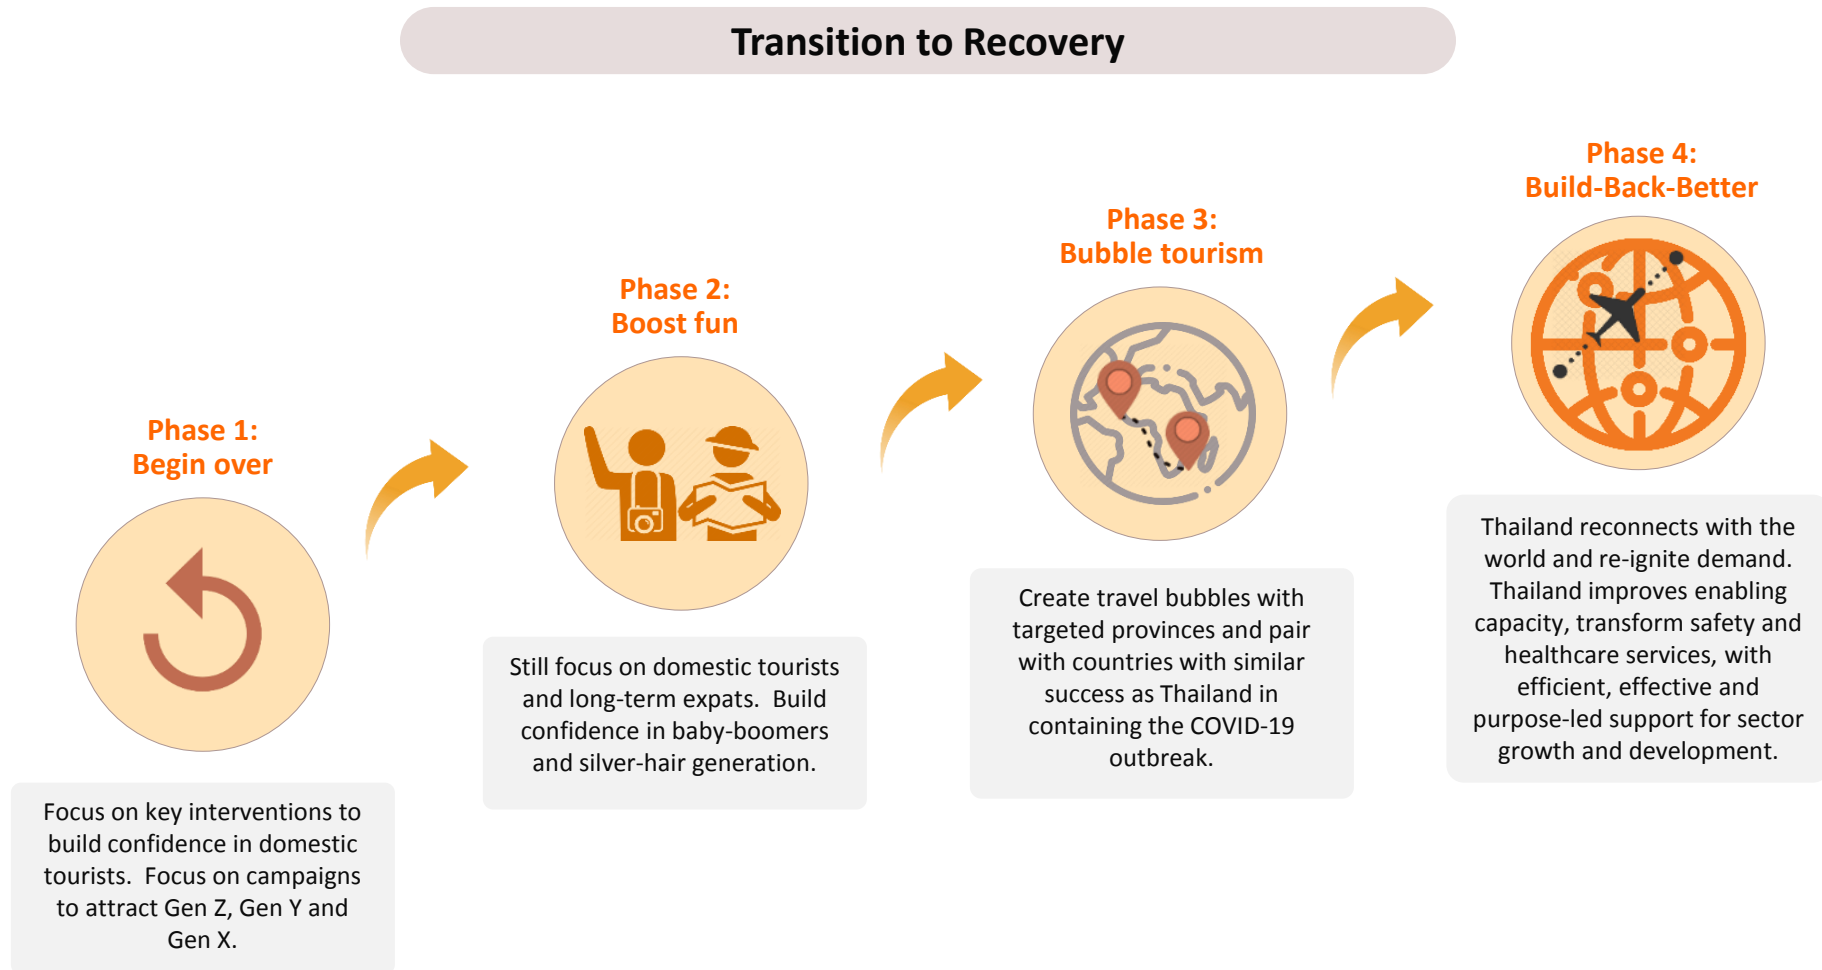 Transition to Recovery
Phase 1:
Begin over
Focus on key interventions to
build confidence in domestic
tourists.  Focus on campaigns
to attract Gen Z, Gen Y and
Gen X.
Phase 2:
Boost fun
Still focus on domestic tourists
and long-term expats.  Build
confidence in baby-boomers
and silver-hair generation.
Phase 3:
Bubble tourism
Create travel bubbles with
targeted provinces and pair
with countries with similar
success as Thailand in
containing the COVID-19
outbreak.
Phase 4:
Build-Back-Better
Thailand reconnects with the
world and re-ignite demand.
Thailand improves enabling
capacity, transform safety and
healthcare services, with
efficient, effective and
purpose-led support for sector
growth and development.